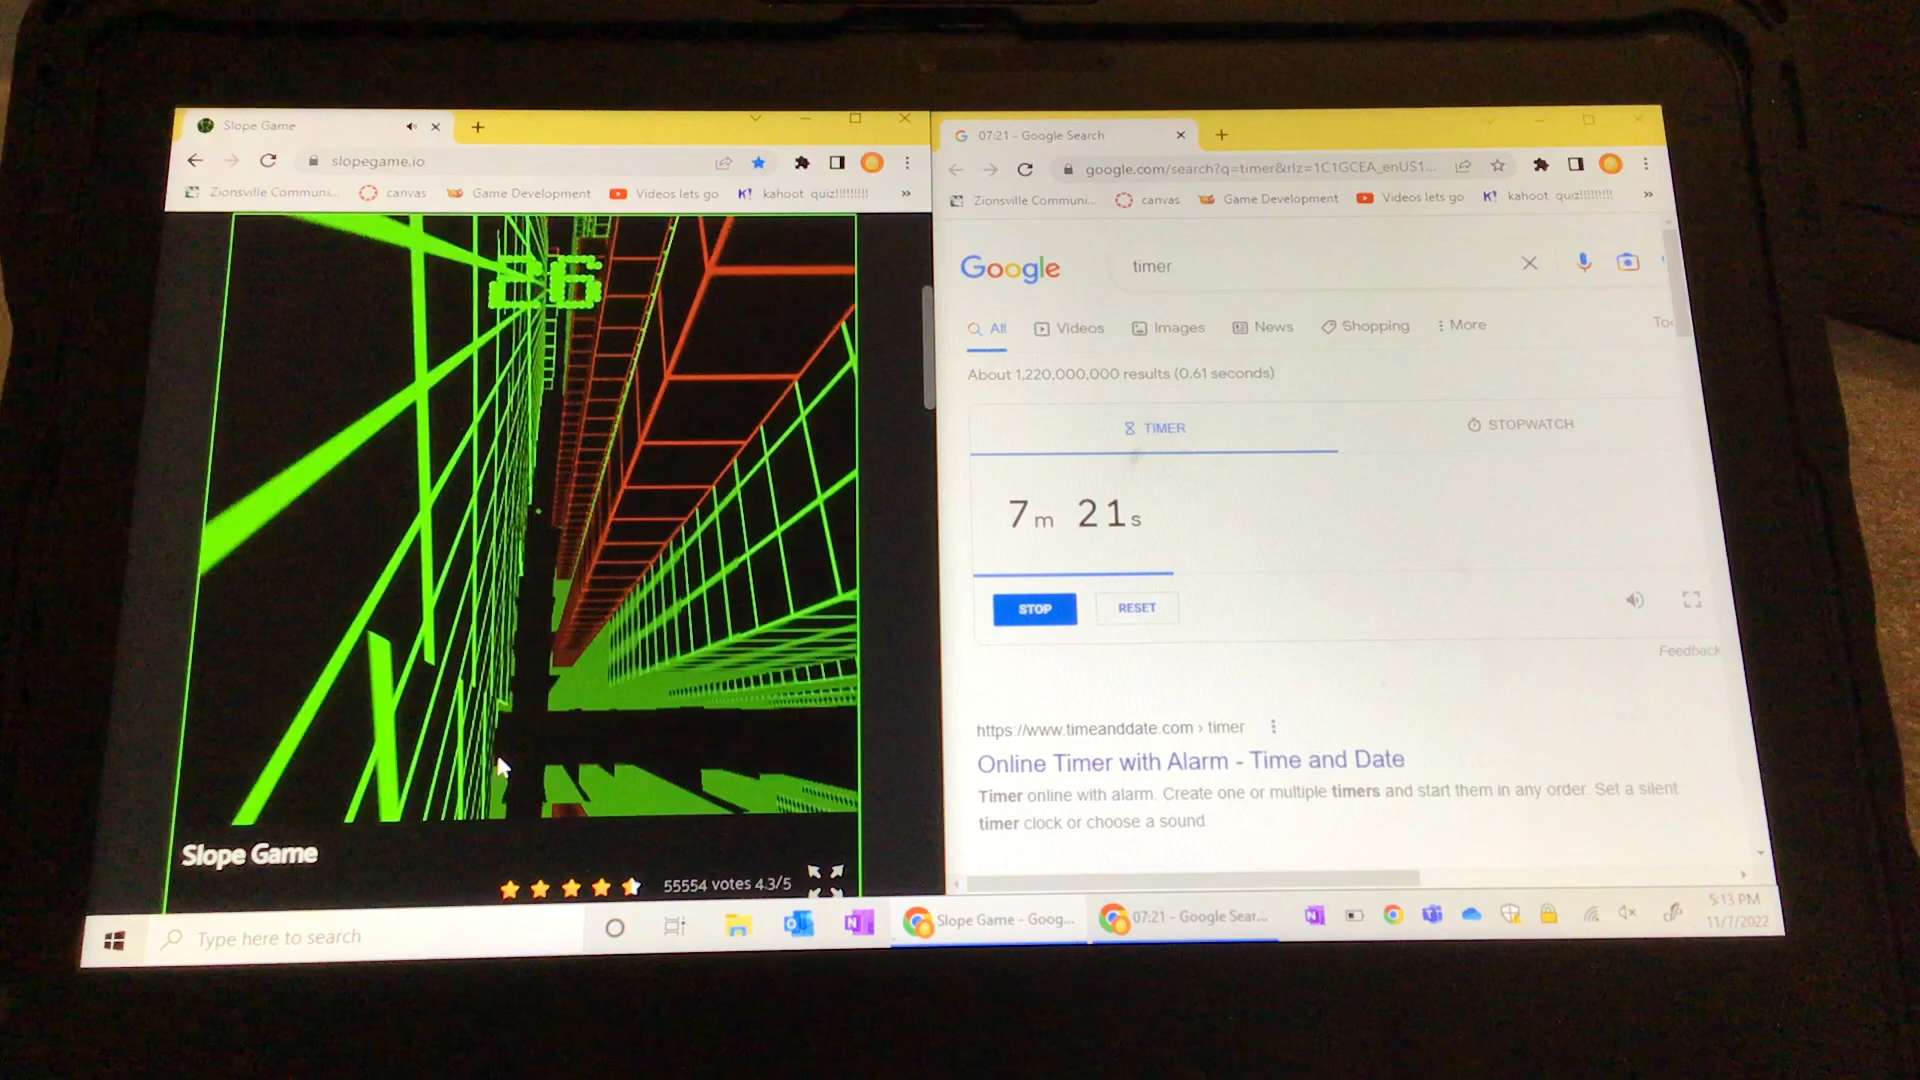 Slope Game
slopegame.io
Zionsville Communi... canvas Game Development Videos lets go K! kahoot quiz!!!!!!!!! »
Slope Game
55554 votes 4.3/5
07:21 - Google Search
google.com/search?q=timer&rlz=1C1GCEA_enUS1...
Zionsville Communi... canvas Game Development Videos lets go K! kahoot quiz!!!!!!!!! »
Google timer
All Videos Images News Shopping More
About 1,220,000,000 results (0.61 seconds)
TIMER STOPWATCH
7m 21s
STOP RESET
Feedback
https://www.timeanddate.com › timer
Online Timer with Alarm - Time and Date
Timer online with alarm. Create one or multiple timers and start them in any order. Set a silent
timer clock or choose a sound.
Type here to search Slope Game - Goog... 07:21 - Google Sear... 5:13 PM
11/7/2022